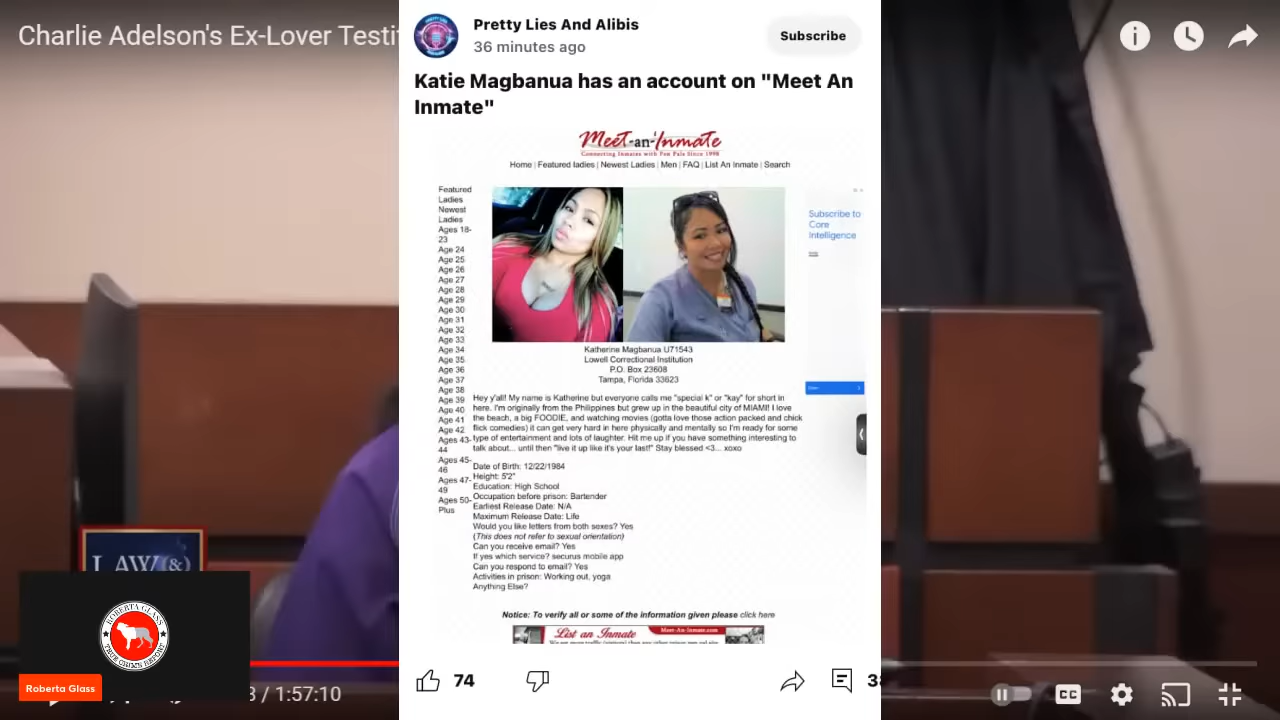 Charlie Adelson's Ex-Lover Testi
Pretty Lies And Alibis
36 minutes ago
Subscribe
Katie Magbanua has an account on "Meet An
Inmate"
Meet-an-Inmate
Connecting Inmates with Pen Pals Since 1998
Home | Featured ladies | Newest Ladies | Men | FAQ | List An Inmate | Search
Featured
Ladies
Newest
Ladies
Ages 18-
23
Age 24
Age 25
Age 26
Age 27
Age 28
Age 29
Age 30
Age 31
Age 32
Age 33
Age 34
Age 35
Age 36
Age 37
Age 38
Age 39
Age 40
Age 41
Age 42
Ages 43-
44
Ages 45-
46
Ages 47-
49
Ages 50-
Plus
Subscribe to
Core
Intelligence
Katherine Magbanua U71543
Lowell Correctional Institution
P.O. Box 23608
Tampa, Florida 33623
Hey y'all! My name is Katherine but everyone calls me "special k" or "kay" for short in
here. I'm originally from the Philippines but grew up in the beautiful city of MIAMI! I love
the beach, a big FOODIE, and watching movies (gotta love those action packed and chick
flick comedies) it can get very hard in here physically and mentally so I'm ready for some
type of entertainment and lots of laughter. Hit me up if you have something interesting to
talk about... until then "live it up like it's your last!" Stay blessed <3... xoxo
Date of Birth: 12/22/1984
Height: 5'2"
Education: High School
Occupation before prison: Bartender
Earliest Release Date: N/A
Maximum Release Date: Life
Would you like letters from both sexes? Yes
(This does not refer to sexual orientation)
Can you receive email? Yes
If yes which service? securus mobile app
Can you respond to email? Yes
Activities in prison: Working out, yoga
Anything Else?
Notice: To verify all or some of the information given please click here
List an Inmate
Meet-An-Inmate.com
74
38
LAW &
ROBERTA GLASS
TRUE CRIME REPORT
Roberta Glass
3 / 1:57:10
CC